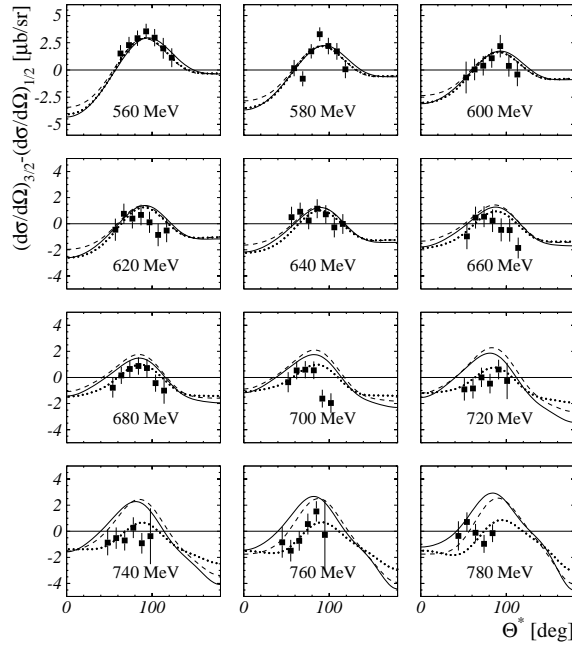 (dσ/dΩ)3/2-(dσ/dΩ)1/2 [μb/sr]
5
2.5
0
-2.5
-5
560 MeV
580 MeV
600 MeV
4
2
0
-2
-4
620 MeV
640 MeV
660 MeV
4
2
0
-2
-4
680 MeV
700 MeV
720 MeV
4
2
0
-2
-4
740 MeV
760 MeV
780 MeV
0 100 0 100 0 100
Θ* [deg]